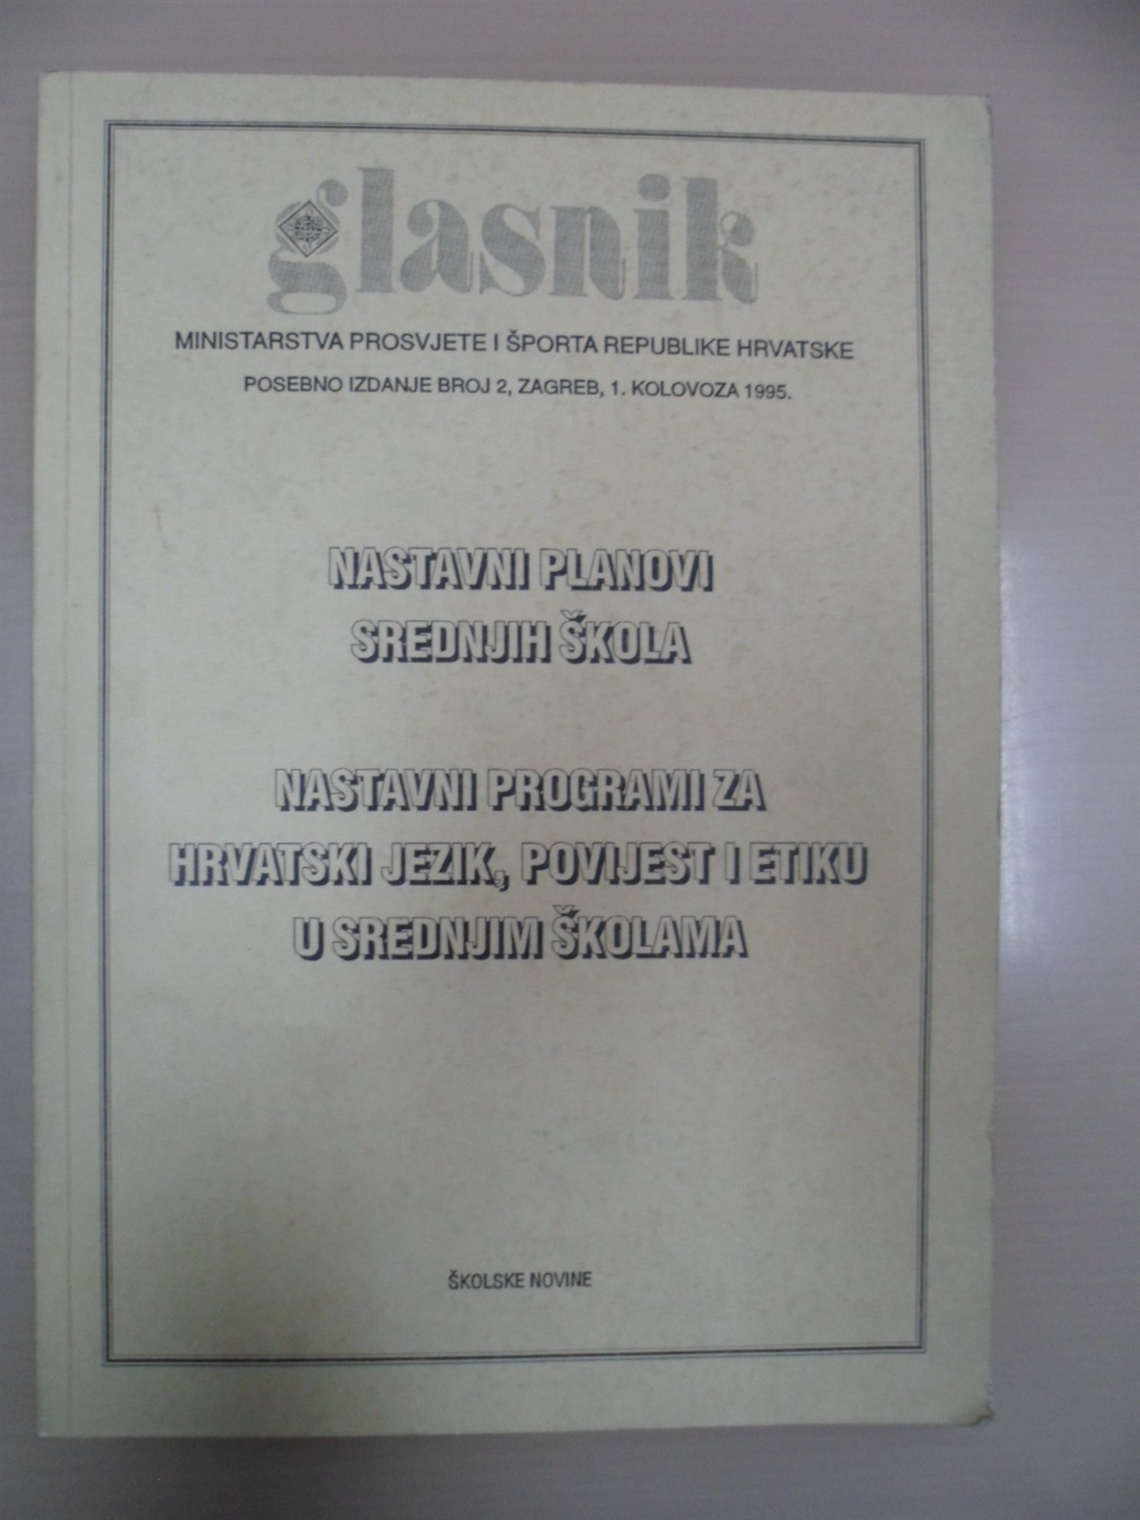 glasnik
MINISTARSTVA PROSVJETE I ŠPORTA REPUBLIKE HRVATSKE
POSEBNO IZDANJE BROJ 2, ZAGREB, 1. KOLOVOZA 1995.
NASTAVNI PLANOVI
SREDNJIH ŠKOLA
NASTAVNI PROGRAMI ZA
HRVATSKI JEZIK, POVIJEST I ETIKU
U SREDNJIM ŠKOLAMA
ŠKOLSKE NOVINE